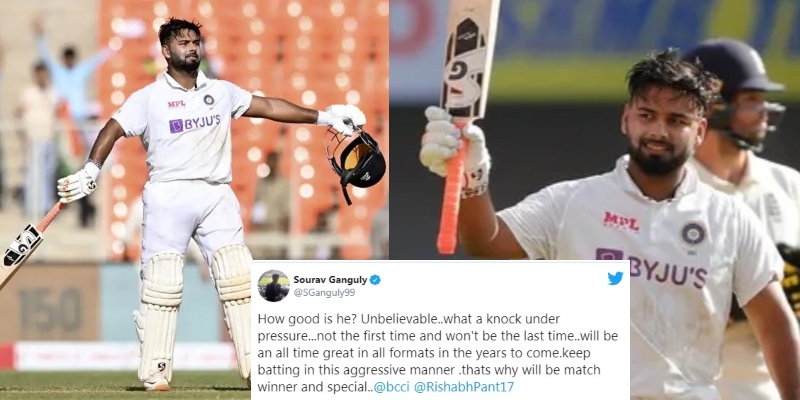 MPL
BYJU'S
150
MPL
BYJU'S
Sourav Ganguly
@SGanguly99
How good is he? Unbelievable..what a knock under
pressure...not the first time and won't be the last time..will be
an all time great in all formats in the years to come.keep
batting in this aggressive manner .thats why will be match
winner and special..@bcci @RishabhPant17